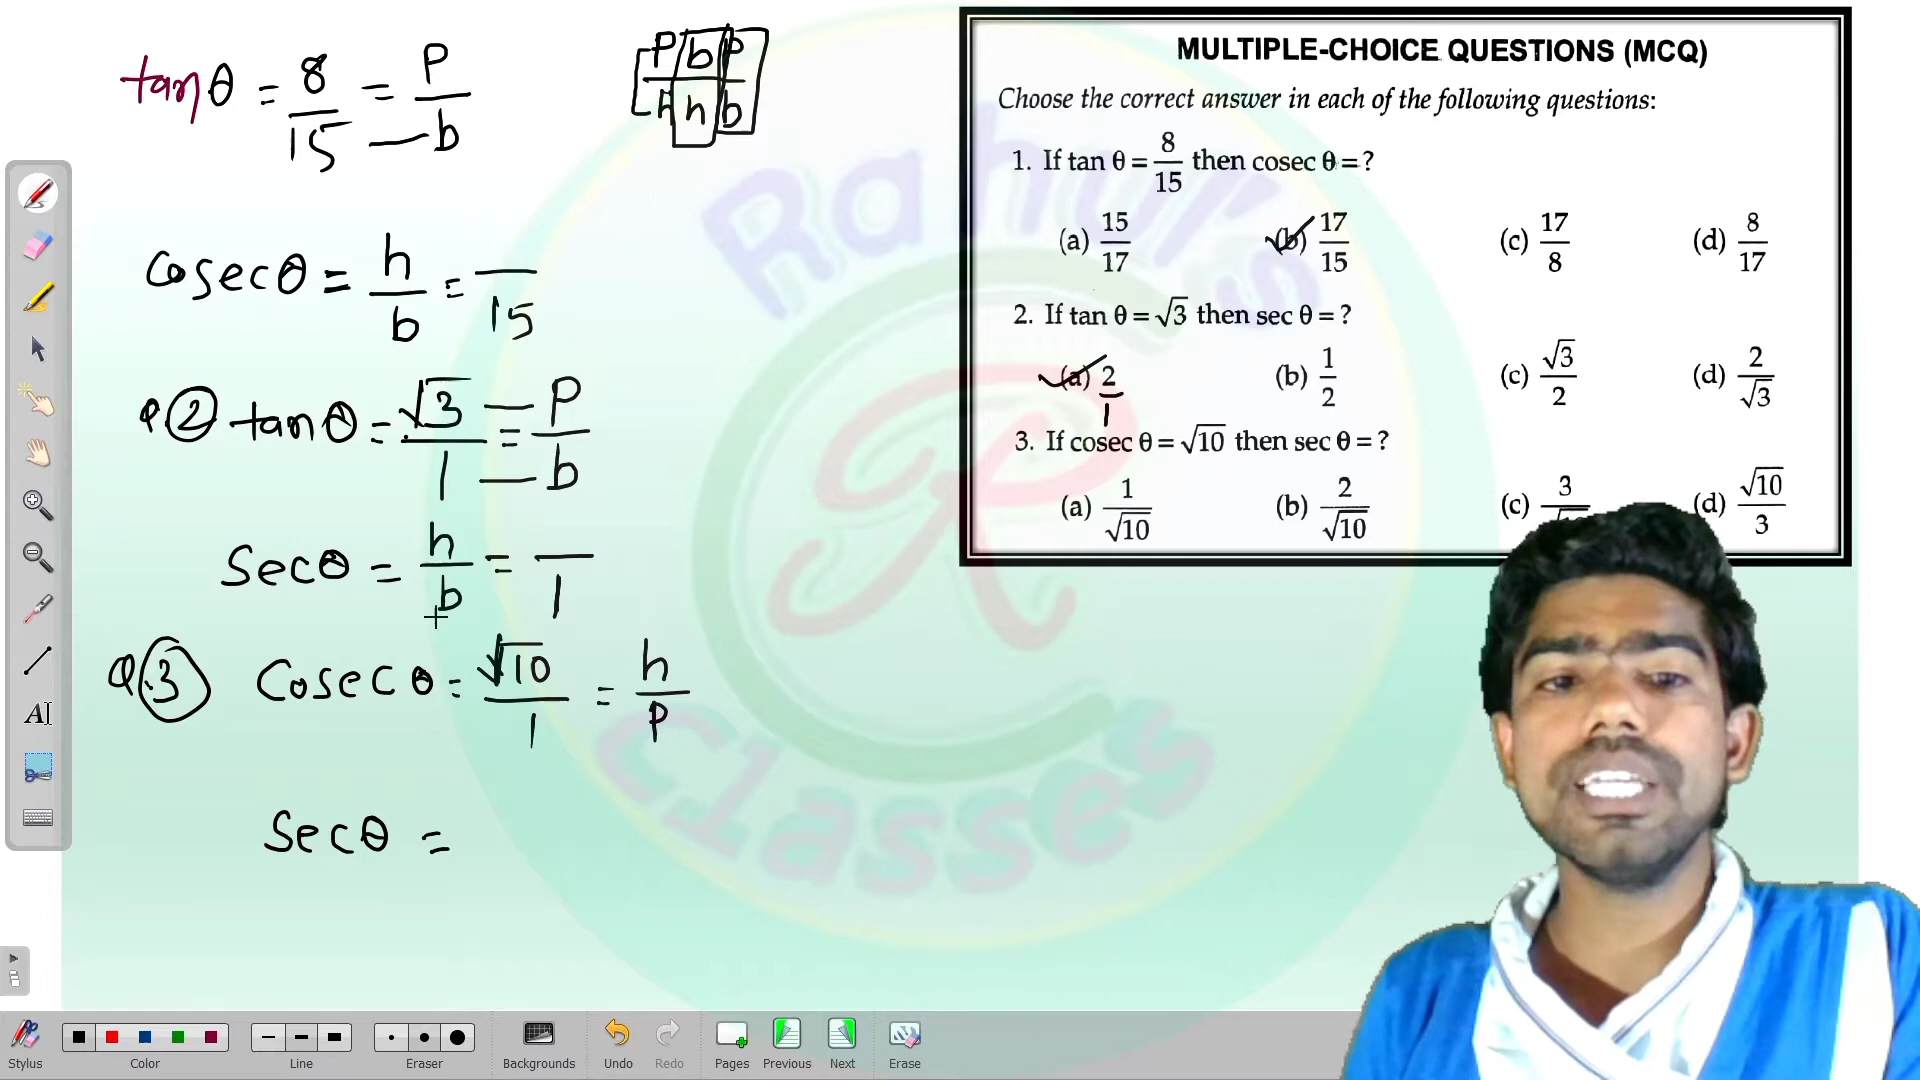 tanθ = 8/15 = P/b
P/h b/h P/b
cosecθ = h/b = /15
Q② tanθ = √3/1 = P/b
Secθ = h/b = /1
Q.③ Cosecθ = √10/1 = h/P
Secθ =
MULTIPLE-CHOICE QUESTIONS (MCQ)
Choose the correct answer in each of the following questions:
1. If tan θ = 8/15 then cosec θ = ?
(a) 15/17 (b) 17/15 (c) 17/8 (d) 8/17
2. If tan θ = √3 then sec θ = ?
(a) 2/1 (b) 1/2 (c) √3/2 (d) 2/√3
3. If cosec θ = √10 then sec θ = ?
(a) 1/√10 (b) 2/√10 (c) 3 (d) √10/3
Rahul's
Classes
Stylus Color Line Eraser Backgrounds Undo Redo Pages Previous Next Erase